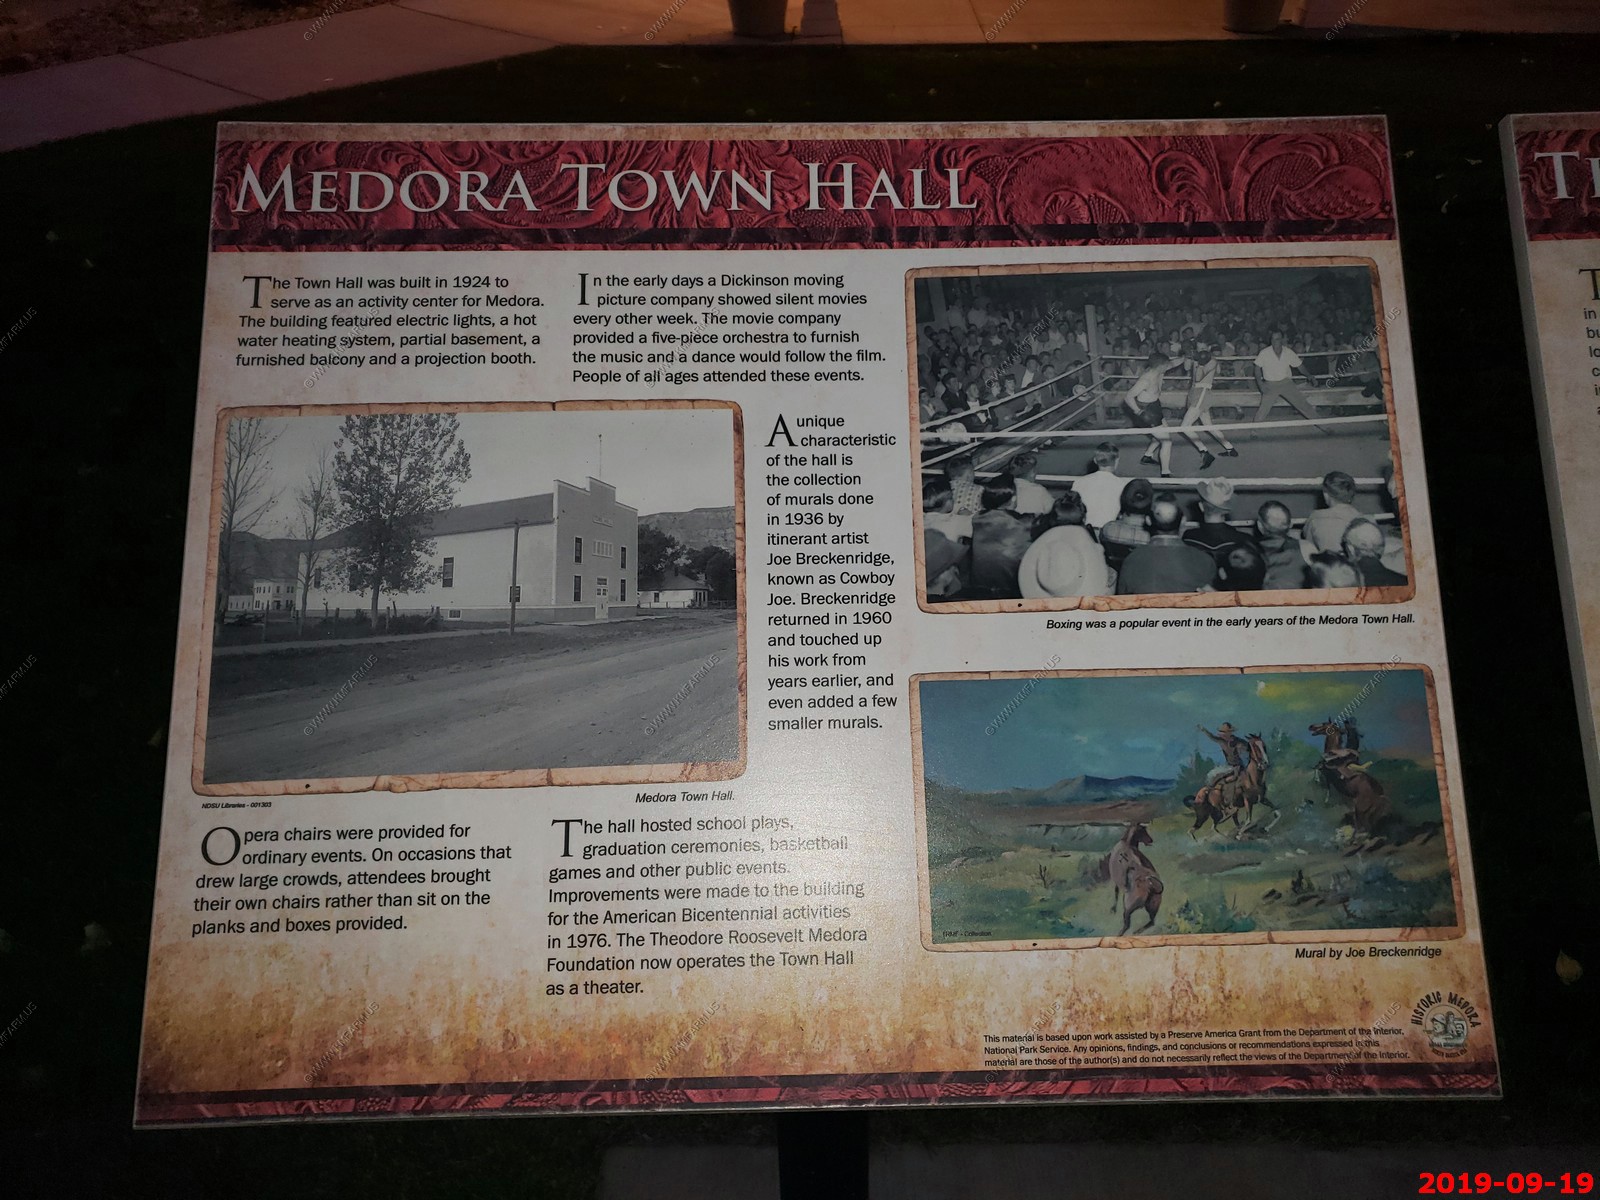 MEDORA TOWN HALL
The Town Hall was built in 1924 to
serve as an activity center for Medora.
The building featured electric lights, a hot
water heating system, partial basement, a
furnished balcony and a projection booth.
In the early days a Dickinson moving
picture company showed silent movies
every other week. The movie company
provided a five-piece orchestra to furnish
the music and a dance would follow the film.
People of all ages attended these events.
A unique
characteristic
of the hall is
the collection
of murals done
in 1936 by
itinerant artist
Joe Breckenridge,
known as Cowboy
Joe. Breckenridge
returned in 1960
and touched up
his work from
years earlier, and
even added a few
smaller murals.
Boxing was a popular event in the early years of the Medora Town Hall.
NDSU Libraries - 001303
Medora Town Hall.
Opera chairs were provided for
ordinary events. On occasions that
drew large crowds, attendees brought
their own chairs rather than sit on the
planks and boxes provided.
The hall hosted school plays,
graduation ceremonies, basketball
games and other public events.
Improvements were made to the building
for the American Bicentennial activities
in 1976. The Theodore Roosevelt Medora
Foundation now operates the Town Hall
as a theater.
Mural by Joe Breckenridge
This material is based upon work assisted by a Preserve America Grant from the Department of the Interior,
National Park Service. Any opinions, findings, and conclusions or recommendations expressed in this
material are those of the author(s) and do not necessarily reflect the views of the Department of the Interior.
HISTORIC MEDORA
©WWW.KMFARM.US
2019-09-19